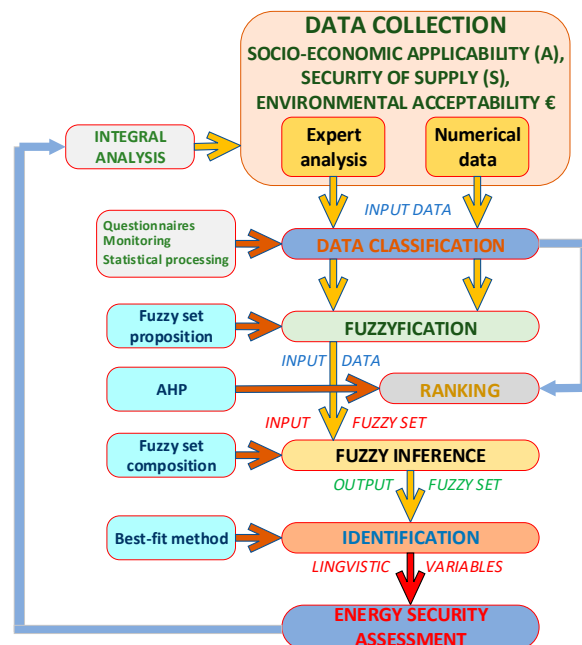 DATA COLLECTION
SOCIO-ECONOMIC APPLICABILITY (A),
SECURITY OF SUPPLY (S),
ENVIRONMENTAL ACCEPTABILITY €
Expert
analysis
Numerical
data
INTEGRAL
ANALYSIS
INPUT DATA
Questionnaires
Monitoring
Statistical processing
DATA CLASSIFICATION
Fuzzy set
proposition
FUZZYFICATION
INPUT DATA
AHP
RANKING
INPUT FUZZY SET
Fuzzy set
composition
FUZZY INFERENCE
OUTPUT FUZZY SET
Best-fit method
IDENTIFICATION
LINGVISTIC VARIABLES
ENERGY SECURITY
ASSESSMENT